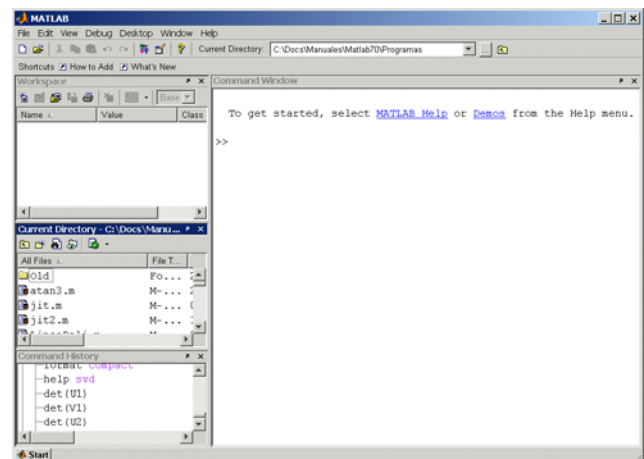 MATLAB
File Edit View Debug Desktop Window Help
Current Directory: C:\Docs\Manuales\Matlab70\Programas
Shortcuts How to Add What's New
Workspace
Base
Name Value Class
Current Directory - C:\Docs\Manu...
All Files File T...
Old Fo...
atan3.m M-...
jit.m M-...
jit2.m M-...
Command History
format compact
help svd
det(U1)
det(V1)
det(U2)
Command Window
To get started, select MATLAB Help or Demos from the Help menu.
>>
Start